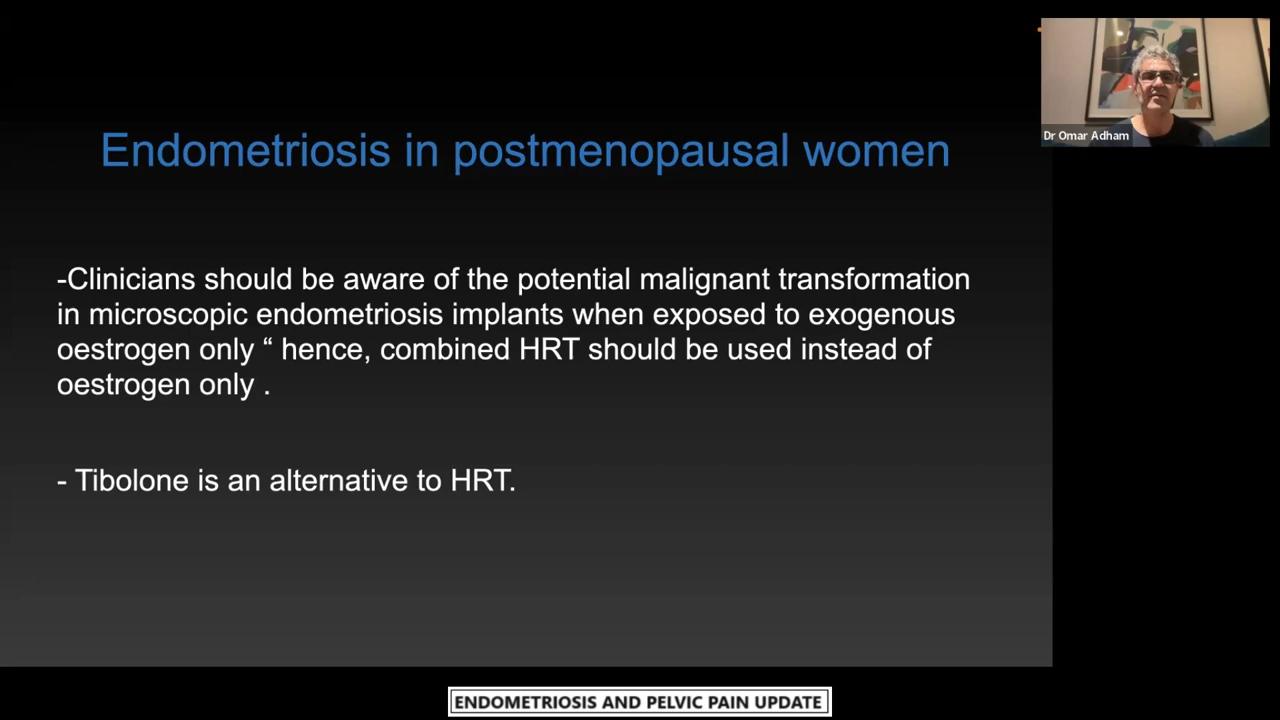 Dr Omar Adham
Endometriosis in postmenopausal women
-Clinicians should be aware of the potential malignant transformation
in microscopic endometriosis implants when exposed to exogenous
oestrogen only “ hence, combined HRT should be used instead of
oestrogen only .
- Tibolone is an alternative to HRT.
ENDOMETRIOSIS AND PELVIC PAIN UPDATE